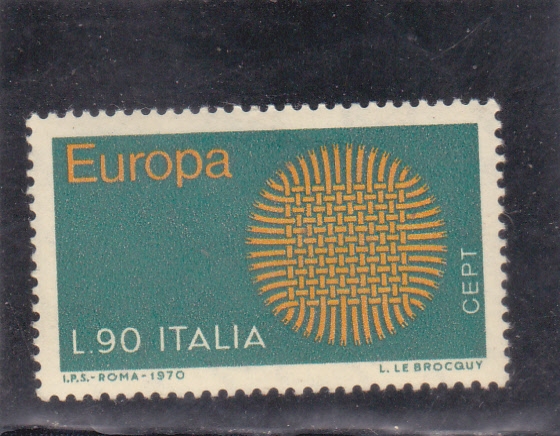 Europa
CEPT
L.90 ITALIA
I.P.S.-ROMA-1970 L. LE BROCQUY